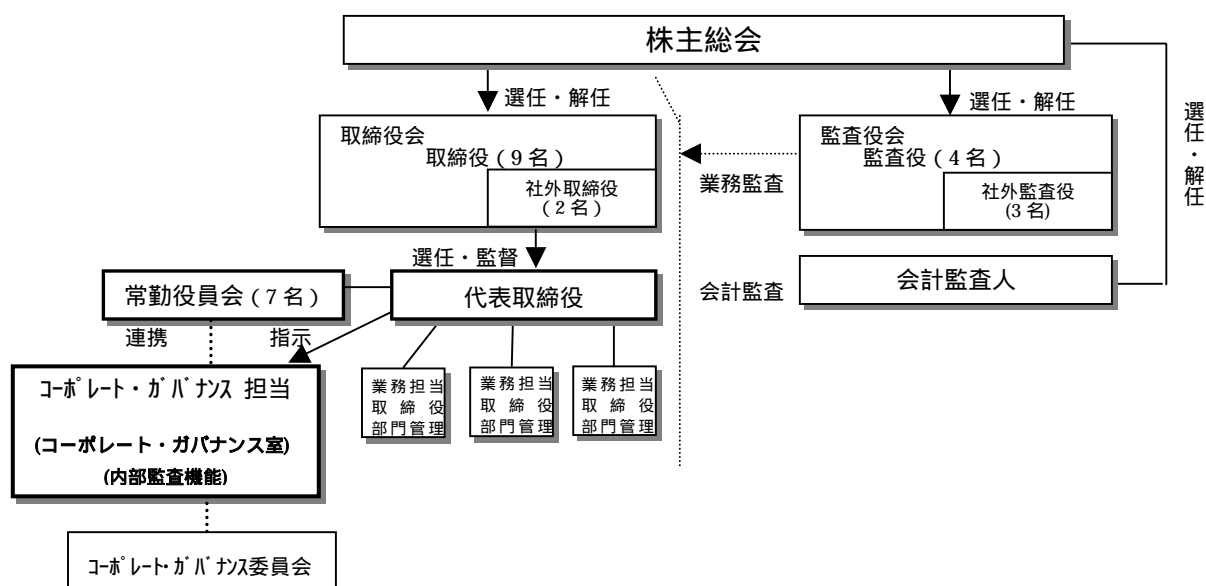 株主総会
選任・解任
選任・解任
選任・解任
取締役会
取締役(9名)
社外取締役
(2名)
業務監査
監査役会
監査役(4名)
社外監査役
(3名)
選任・監督
常勤役員会(7名)
代表取締役
会計監査
会計監査人
連携
指示
コーポレート・ガバナンス 担当
(コーポレート・ガバナンス室)
(内部監査機能)
業務担当
取締役
部門管理
業務担当
取締役
部門管理
業務担当
取締役
部門管理
コーポレート・ガバナンス委員会